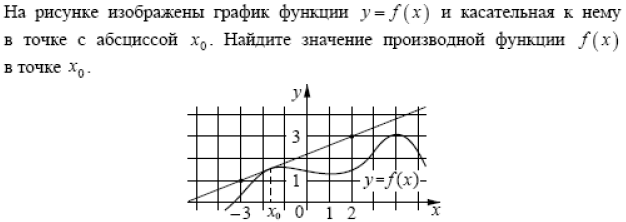 На рисунке изображены график функции y = f(x) и касательная к нему
в точке с абсциссой x₀. Найдите значение производной функции f(x)
в точке x₀.
y
3
1
y=f(x)
−3 x₀ 0 1 2 x